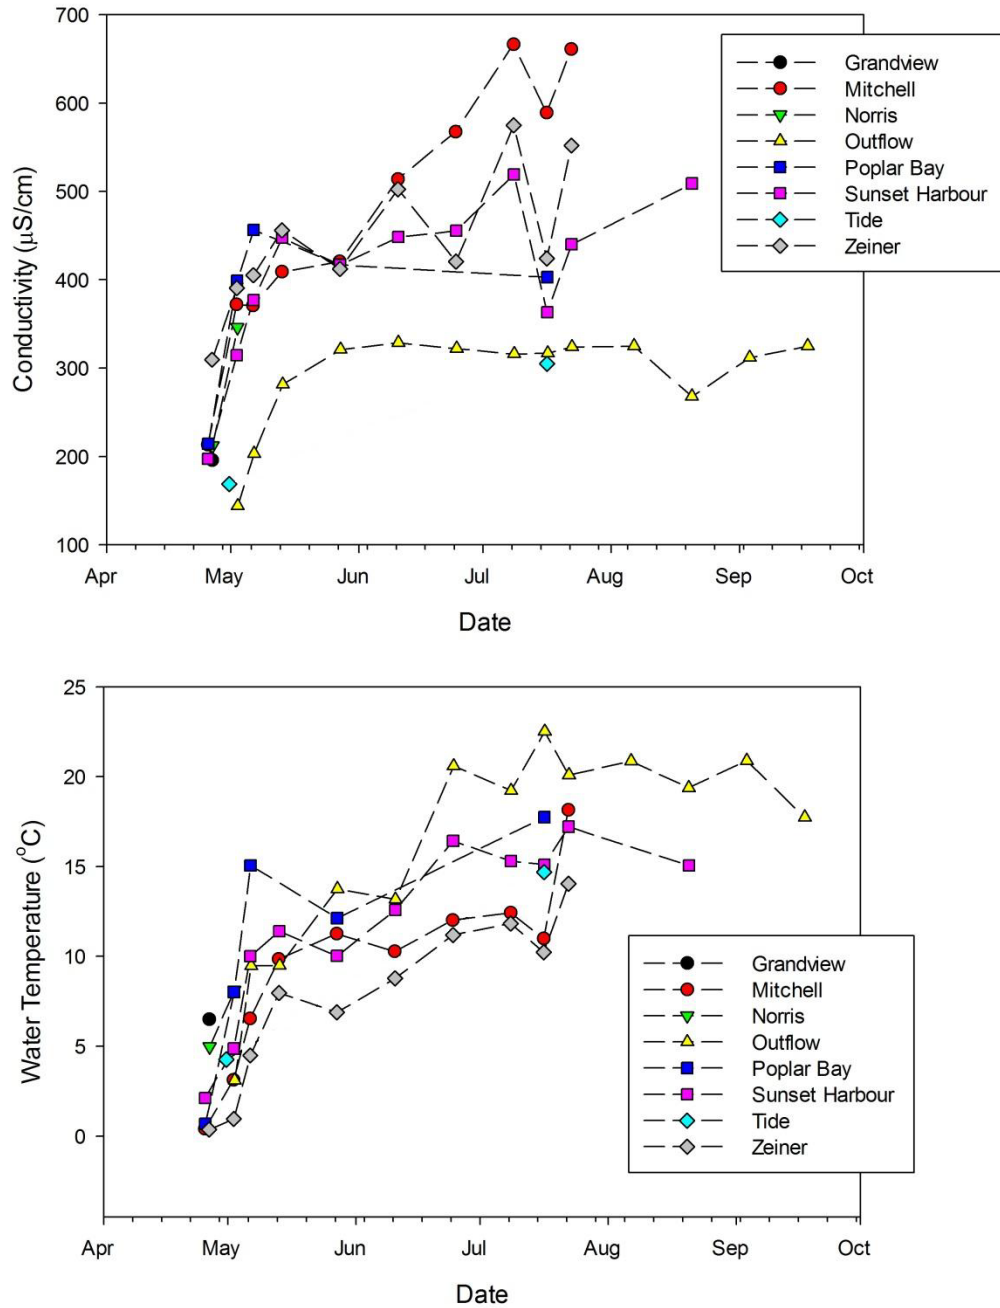 700
600
500
400
300
200
100
Conductivity (µS/cm)
Grandview
Mitchell
Norris
Outflow
Poplar Bay
Sunset Harbour
Tide
Zeiner
Apr May Jun Jul Aug Sep Oct
Date
25
20
15
10
5
0
Water Temperature (°C)
Grandview
Mitchell
Norris
Outflow
Poplar Bay
Sunset Harbour
Tide
Zeiner
Apr May Jun Jul Aug Sep Oct
Date